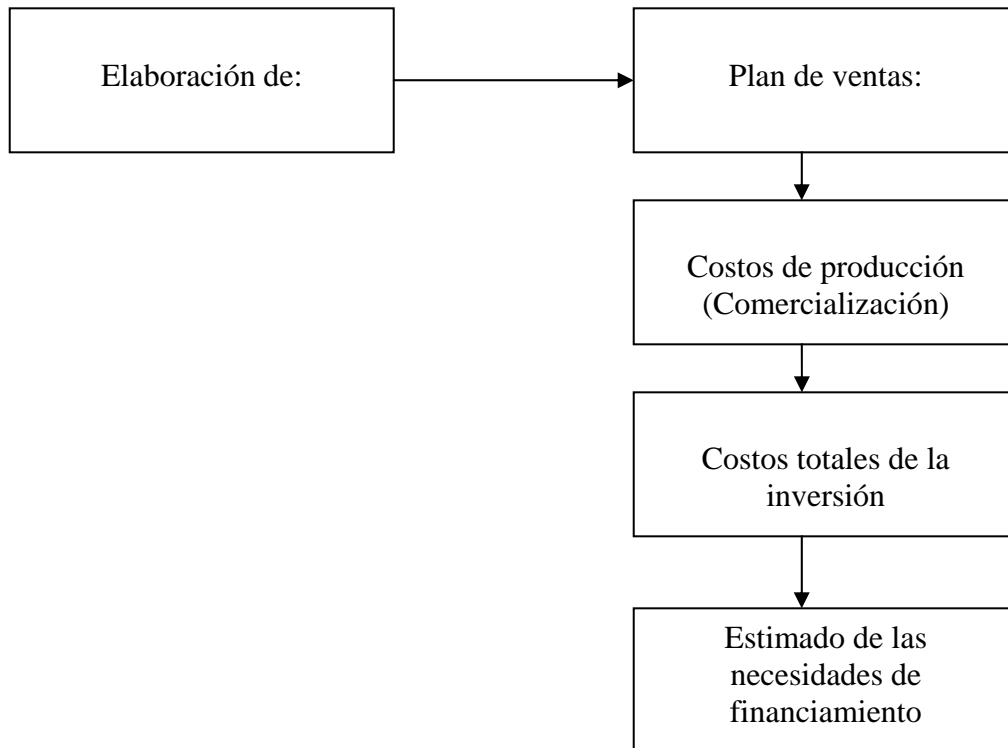 Elaboración de:
Plan de ventas:
Costos de producción
(Comercialización)
Costos totales de la
inversión
Estimado de las
necesidades de
financiamiento